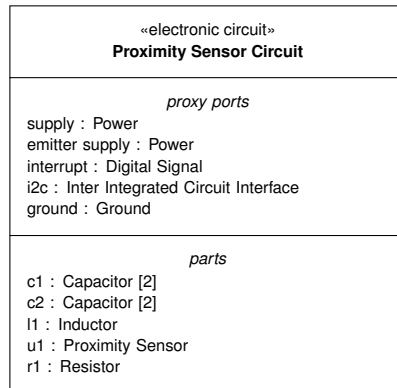 «electronic circuit»
Proximity Sensor Circuit
proxy ports
supply : Power
emitter supply : Power
interrupt : Digital Signal
i2c : Inter Integrated Circuit Interface
ground : Ground
parts
c1 : Capacitor [2]
c2 : Capacitor [2]
l1 : Inductor
u1 : Proximity Sensor
r1 : Resistor